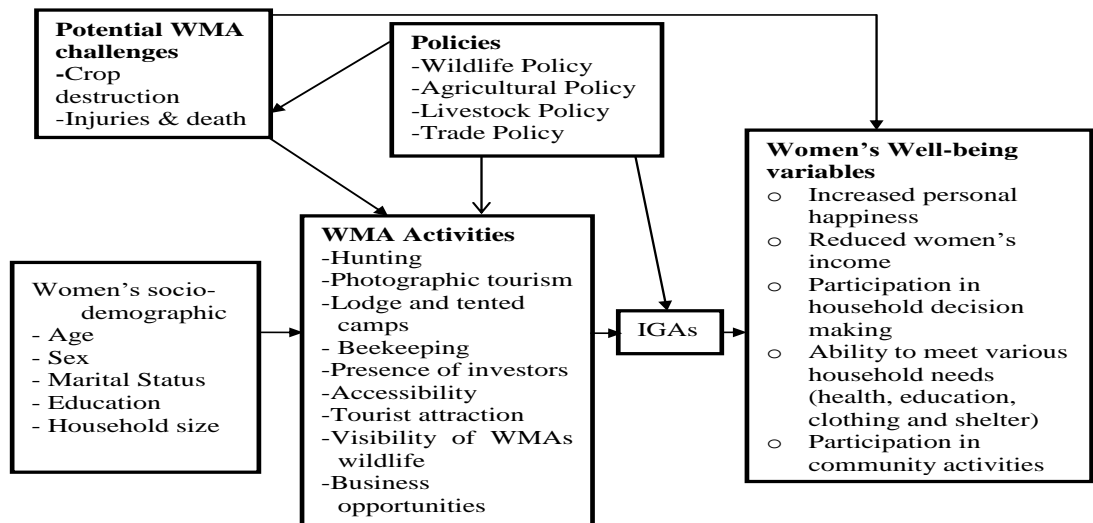 Potential WMA
challenges
-Crop
destruction
-Injuries & death
Policies
-Wildlife Policy
-Agricultural Policy
-Livestock Policy
-Trade Policy
Women's socio-
demographic
- Age
- Sex
- Marital Status
- Education
- Household size
WMA Activities
-Hunting
-Photographic tourism
-Lodge and tented
camps
- Beekeeping
-Presence of investors
-Accessibility
-Tourist attraction
-Visibility of WMAs
wildlife
-Business
opportunities
IGAs
Women's Well-being
variables
o Increased personal
happiness
o Reduced women's
income
o Participation in
household decision
making
o Ability to meet various
household needs
(health, education,
clothing and shelter)
o Participation in
community activities